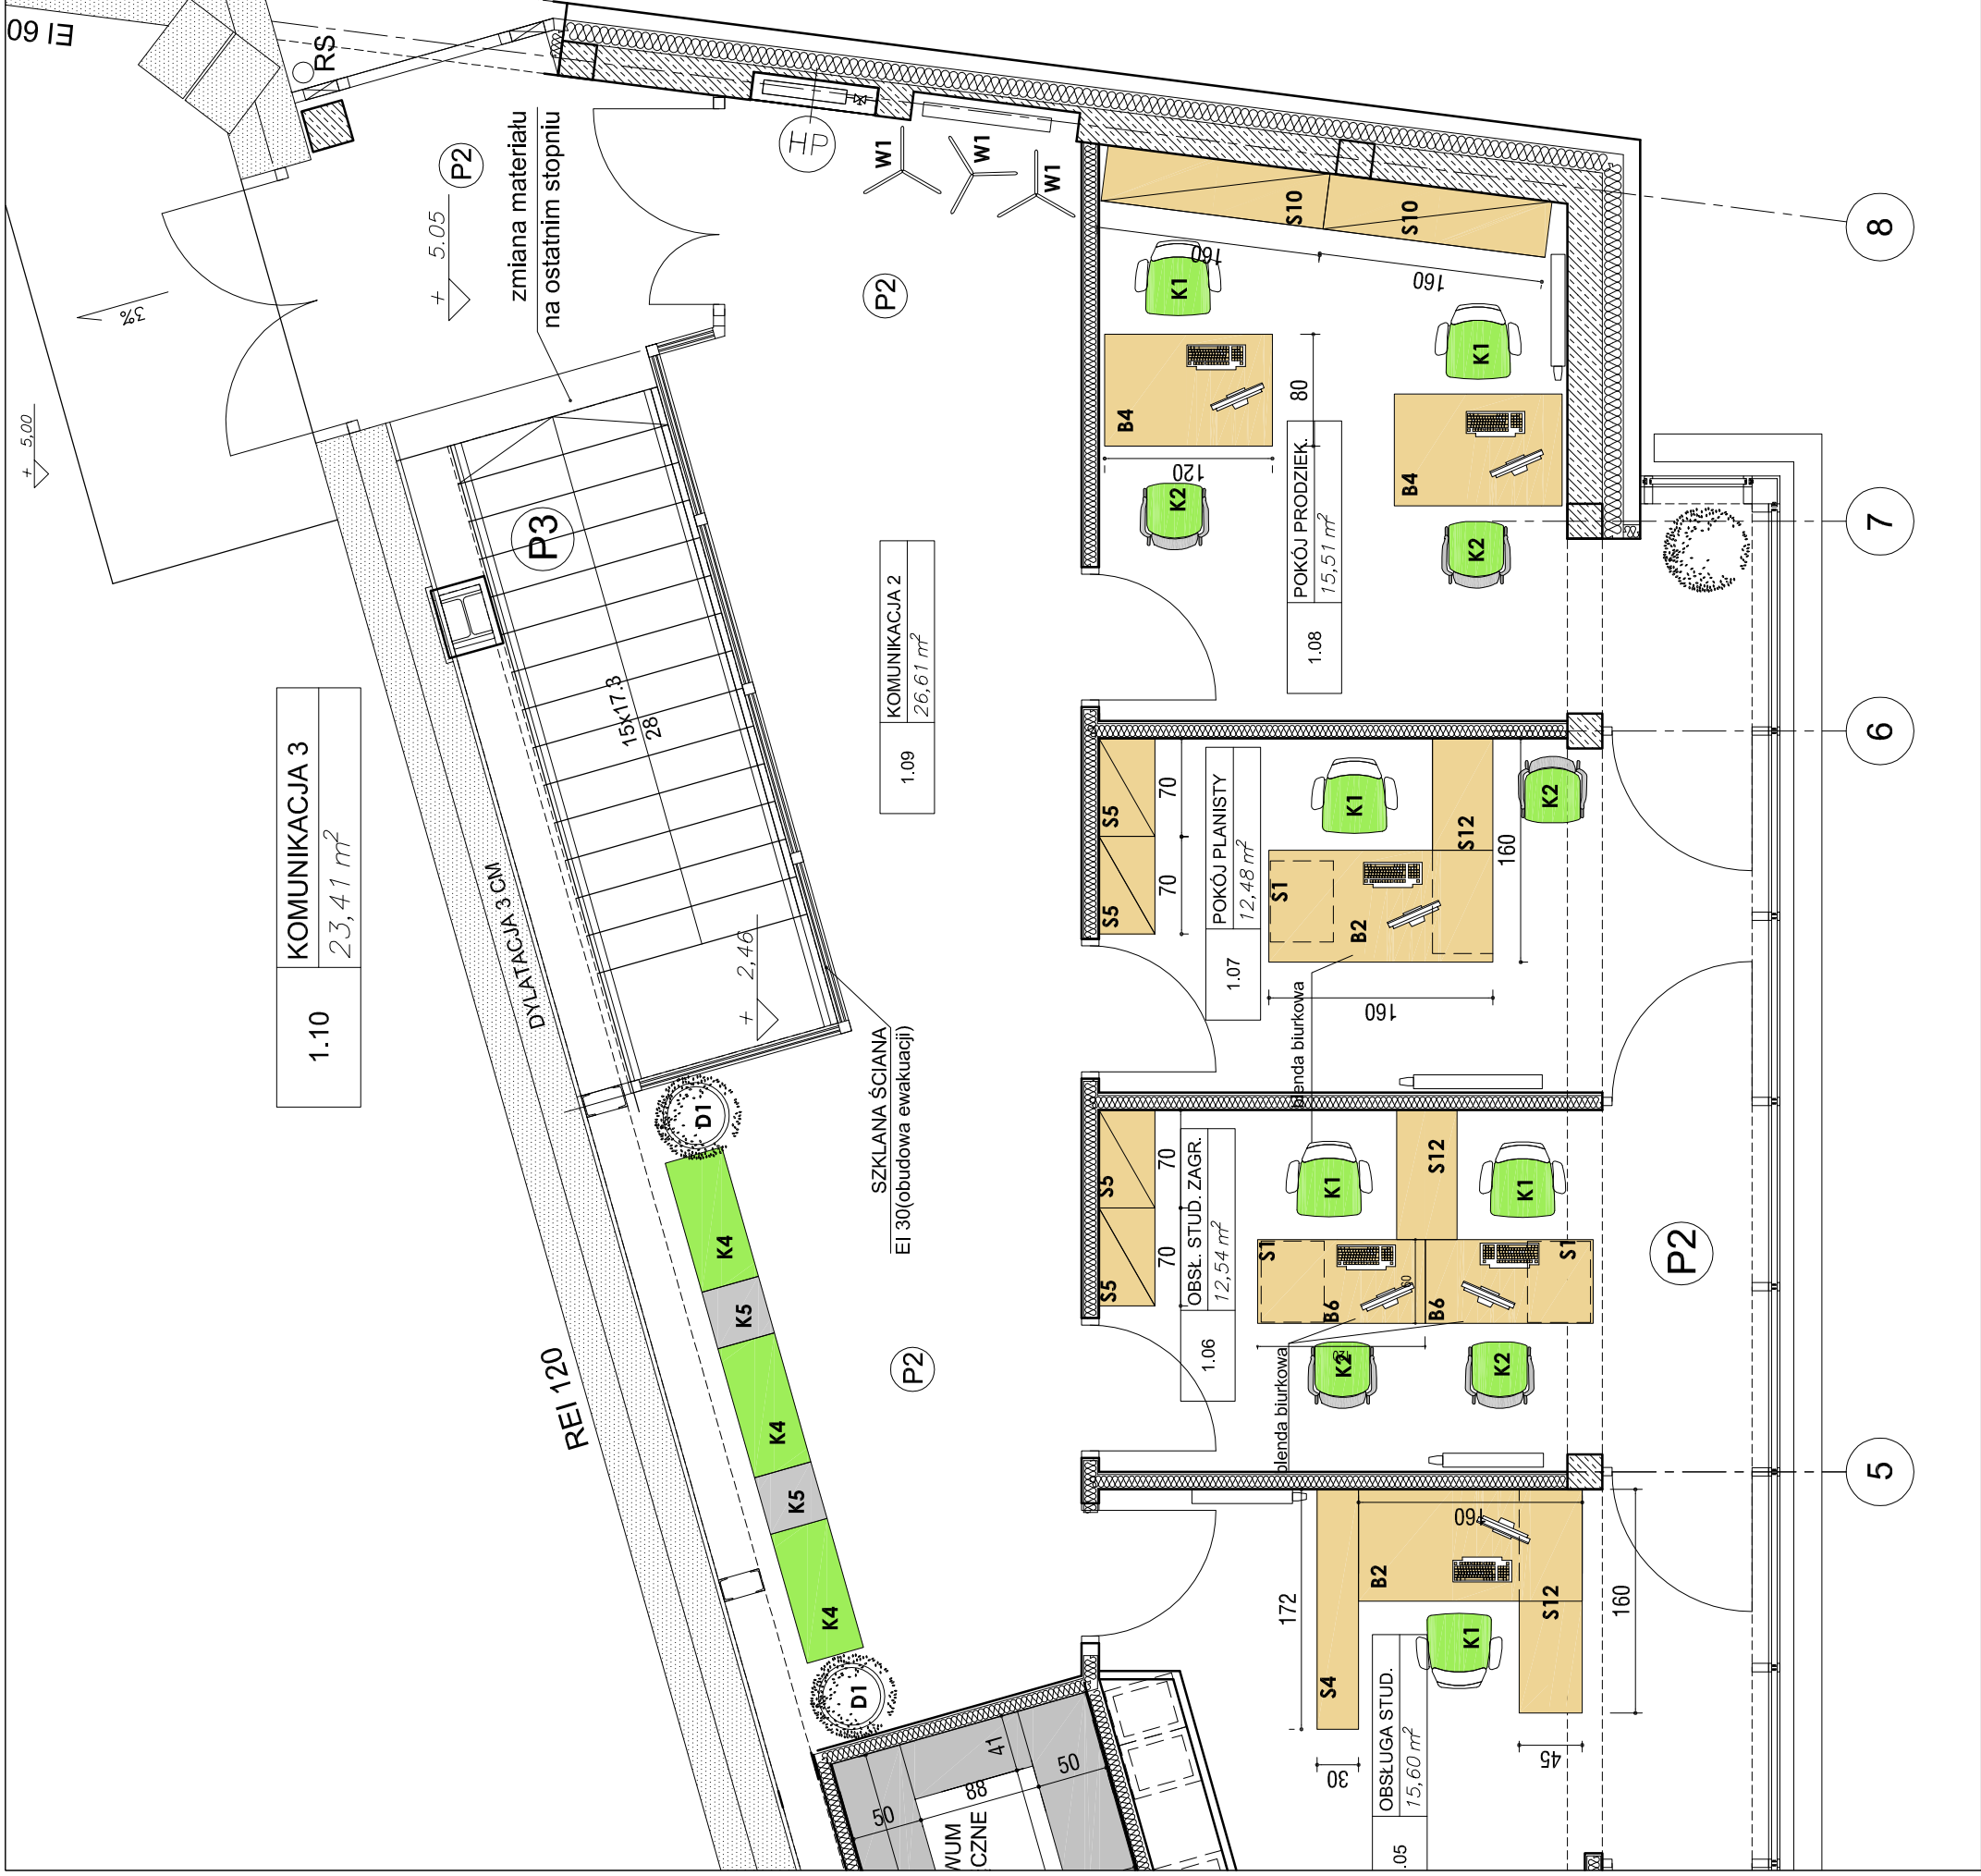 EI 60
RS
P2
+ 5.05
zmiana materiału
na ostatnim stopniu
3%
+ 5,00
HP
W1
W1
W1
P2
S10
S10
160
160
K1
K1
B4
80
120
B4
K2
K2
POKÓJ PRODZIEK.
15,51 m²
1.08
8
7
6
5
P3
15x17.3
28
KOMUNIKACJA 2
26,61 m²
1.09
KOMUNIKACJA 3
23,41 m²
1.10
DYLATACJA 3 CM
+ 2,46
SZKLANA ŚCIANA
EI 30(obudowa ewakuacji)
REI 120
S5
70
S5
70
POKÓJ PLANISTY
12,48 m²
1.07
K1
S12
K2
160
S1
B2
160
blenda biurkowa
D1
K4
K5
K4
K5
K4
D1
P2
S5
70
S5
70
OBSŁ. STUD. ZAGR.
12,54 m²
1.06
K1
S12
K1
S1
S1
B6
60
B6
K2
K2
blenda biurkowa
P2
160
B2
S12
172
160
K1
S4
30
45
OBSŁUGA STUD.
15,60 m²
.05
41
50
88
50
WUM
CZNE